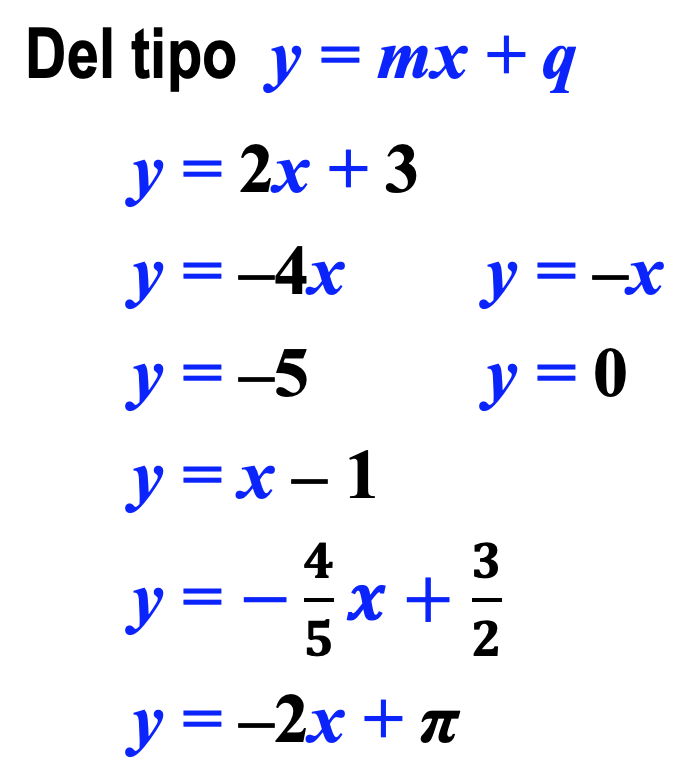 Del tipo y = mx + q
y = 2x + 3
y = –4x y = –x
y = –5 y = 0
y = x – 1
y = − 4/5 x + 3/2
y = –2x + π